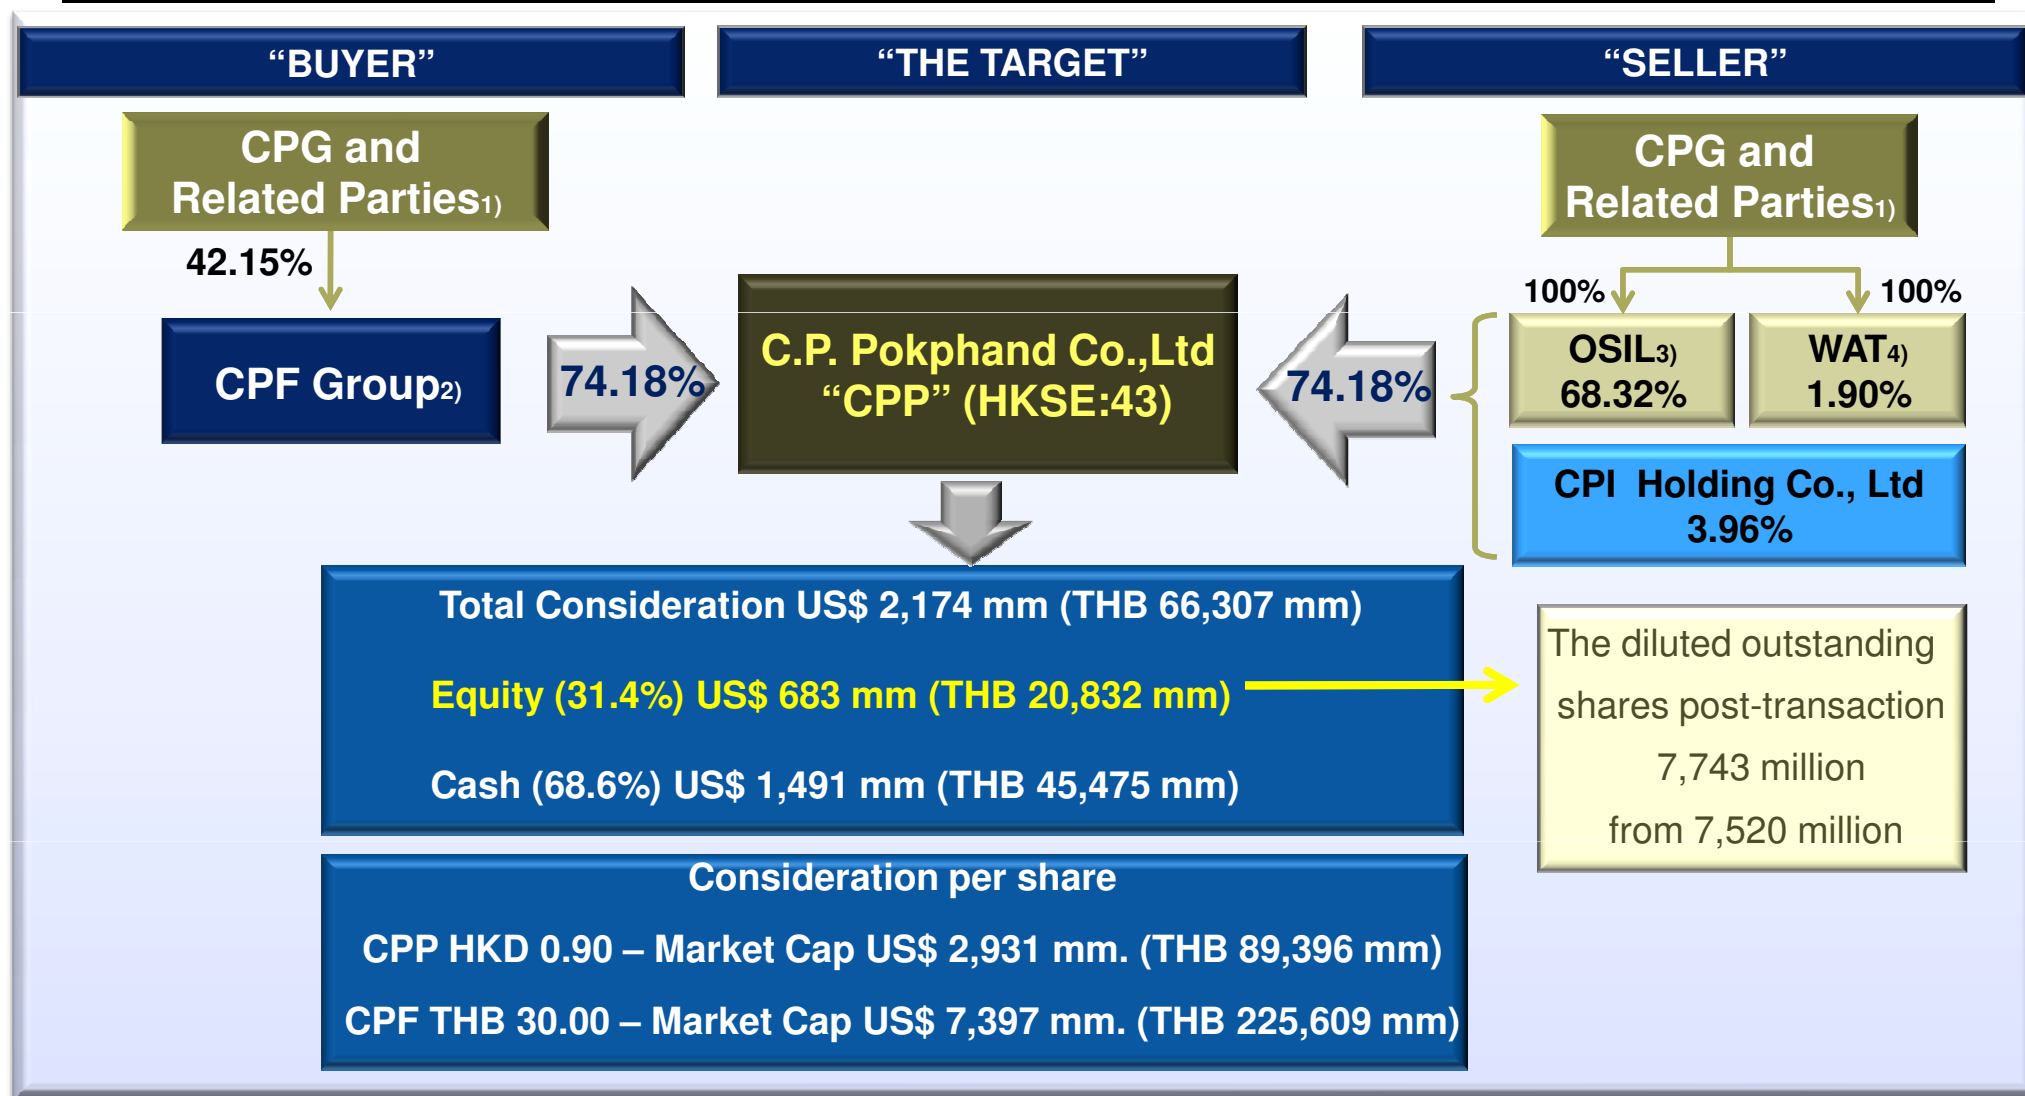 “BUYER”
“THE TARGET”
“SELLER”
CPG and
Related Parties1)
42.15%
CPF Group2)
74.18%
C.P. Pokphand Co.,Ltd
“CPP” (HKSE:43)
74.18%
CPG and
Related Parties1)
100%
100%
OSIL3)
68.32%
WAT4)
1.90%
CPI Holding Co., Ltd
3.96%
Total Consideration US$ 2,174 mm (THB 66,307 mm)
Equity (31.4%) US$ 683 mm (THB 20,832 mm)
Cash (68.6%) US$ 1,491 mm (THB 45,475 mm)
The diluted outstanding
shares post-transaction
7,743 million
from 7,520 million
Consideration per share
CPP HKD 0.90 – Market Cap US$ 2,931 mm. (THB 89,396 mm)
CPF THB 30.00 – Market Cap US$ 7,397 mm. (THB 225,609 mm)